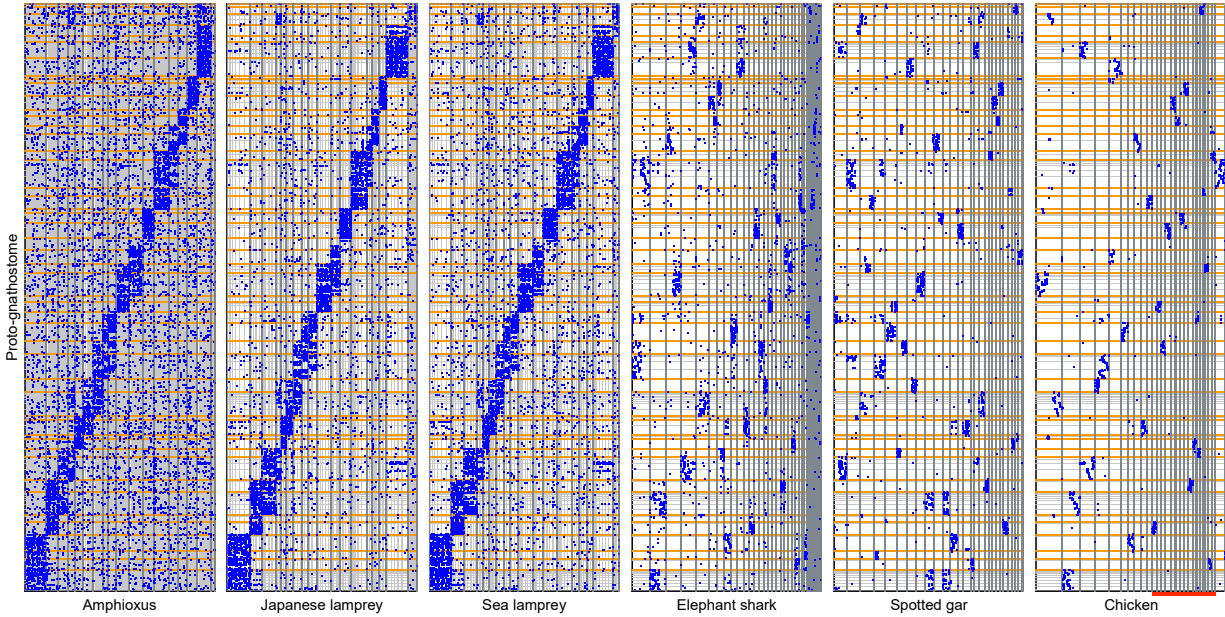 Proto-gnathostome
Amphioxus
Japanese lamprey
Sea lamprey
Elephant shark
Spotted gar
Chicken